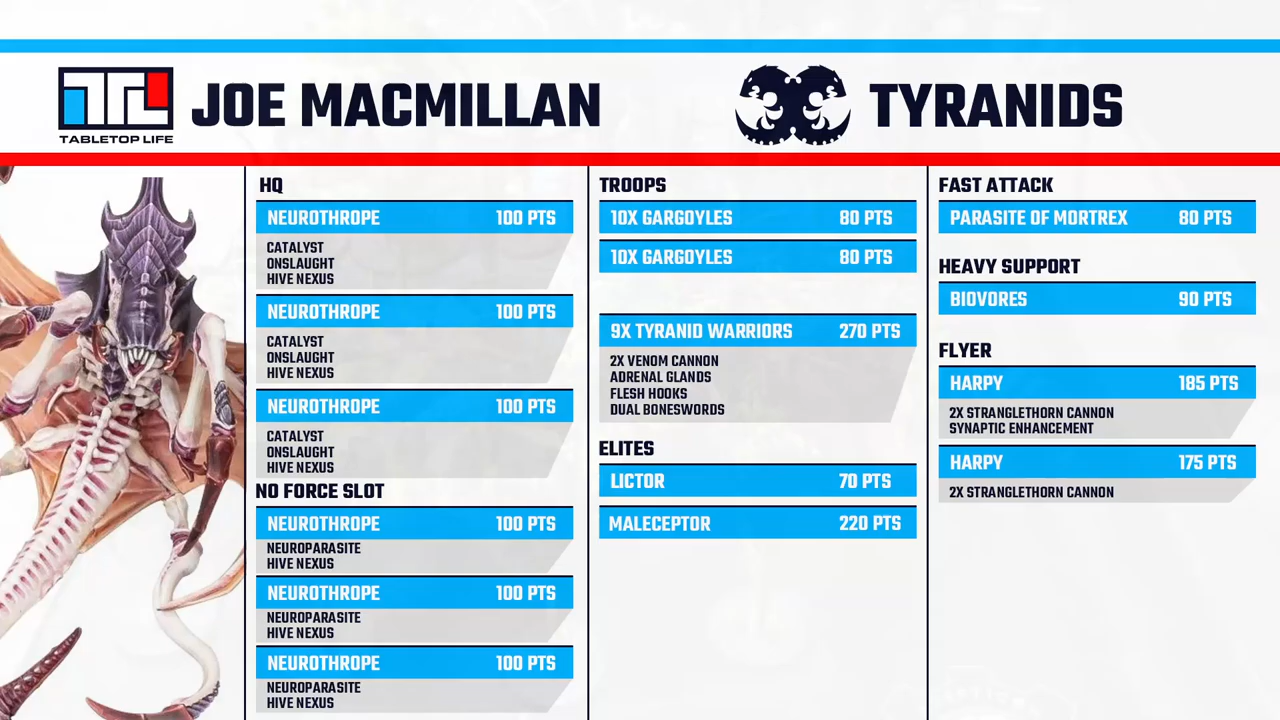 TABLETOP LIFE
JOE MACMILLAN
TYRANIDS
HQ
NEUROTHROPE 100 PTS
CATALYST
ONSLAUGHT
HIVE NEXUS
NEUROTHROPE 100 PTS
CATALYST
ONSLAUGHT
HIVE NEXUS
NEUROTHROPE 100 PTS
CATALYST
ONSLAUGHT
HIVE NEXUS
NO FORCE SLOT
NEUROTHROPE 100 PTS
NEUROPARASITE
HIVE NEXUS
NEUROTHROPE 100 PTS
NEUROPARASITE
HIVE NEXUS
NEUROTHROPE 100 PTS
NEUROPARASITE
HIVE NEXUS
TROOPS
10X GARGOYLES 80 PTS
10X GARGOYLES 80 PTS
9X TYRANID WARRIORS 270 PTS
2X VENOM CANNON
ADRENAL GLANDS
FLESH HOOKS
DUAL BONESWORDS
ELITES
LICTOR 70 PTS
MALECEPTOR 220 PTS
FAST ATTACK
PARASITE OF MORTREX 80 PTS
HEAVY SUPPORT
BIOVORES 90 PTS
FLYER
HARPY 185 PTS
2X STRANGLETHORN CANNON
SYNAPTIC ENHANCEMENT
HARPY 175 PTS
2X STRANGLETHORN CANNON